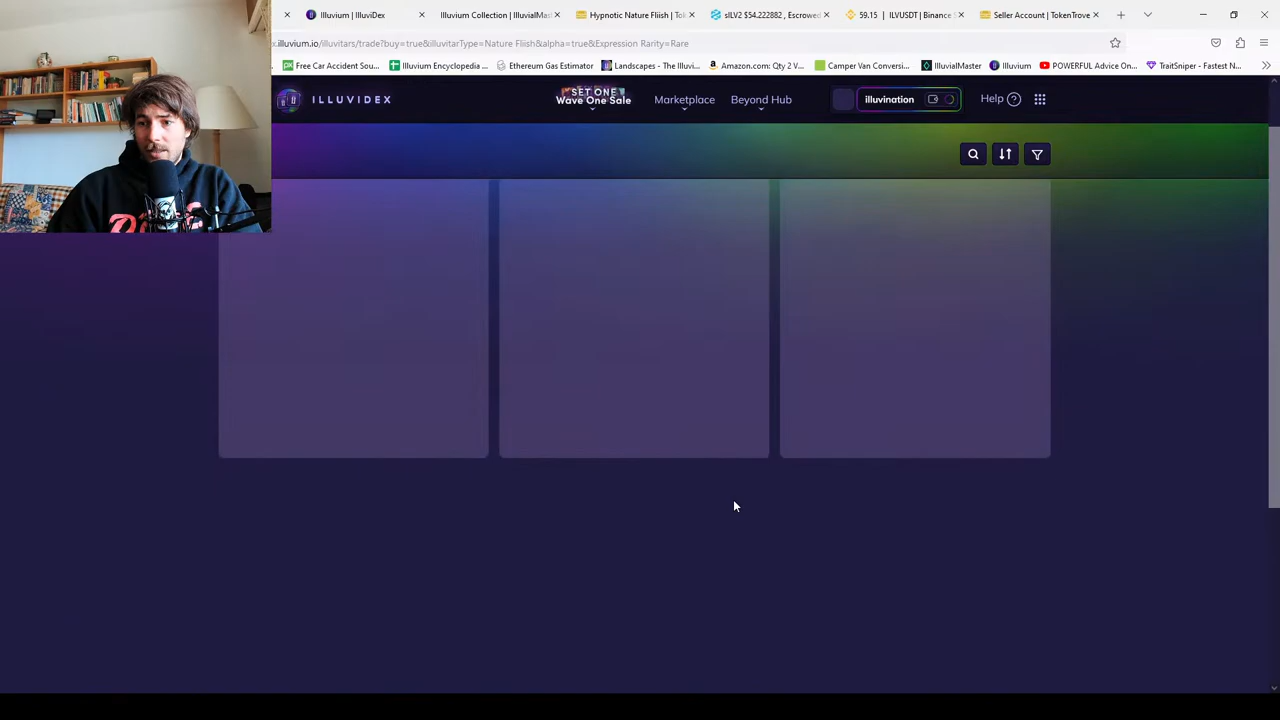 Illuvium | IlluviDex
Illuvium Collection | IlluvialMast
Hypnotic Nature Fliish | Tok
sILV2 $54.222882 , Escrowed
59.15 | ILVUSDT | Binance S
Seller Account | TokenTrove
.illuvium.io/illuvitars/trade?buy=true&illuvitarType=Nature Fliish&alpha=true&Expression Rarity=Rare
Free Car Accident Sou...
Illuvium Encyclopedia ...
Ethereum Gas Estimator
Landscapes - The Illuvi...
Amazon.com: Qty 2 V...
Camper Van Conversi...
IlluvialMaster
Illuvium
POWERFUL Advice On...
TraitSniper - Fastest N...
ILLUVIDEX
SET ONE
Wave One Sale
Marketplace
Beyond Hub
illuvination
Help